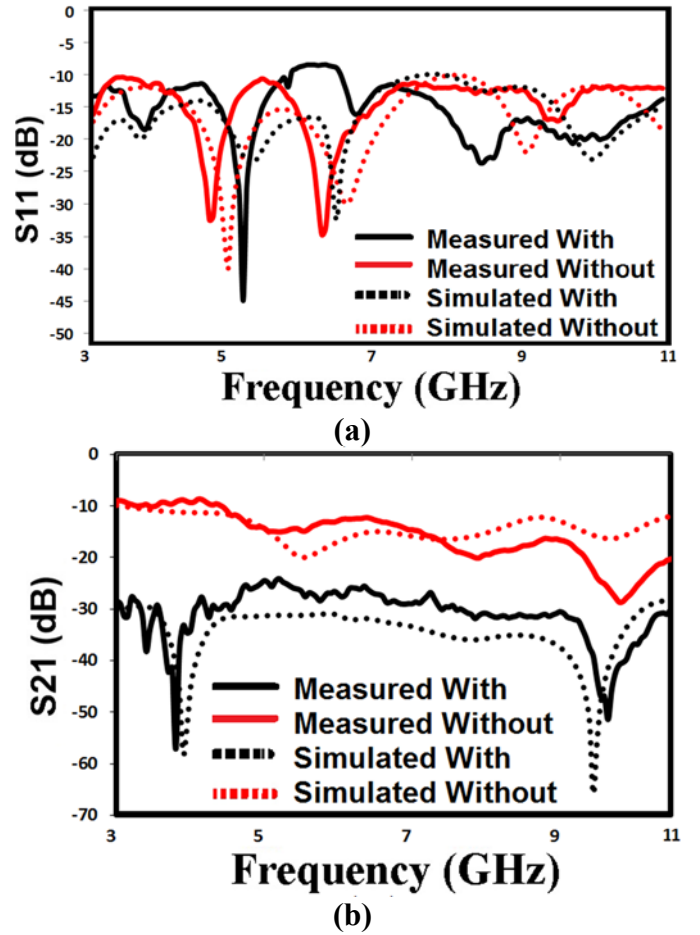 0
-5
-10
-15
-20
-25
-30
-35
-40
-45
-50
S11 (dB)
Measured With
Measured Without
Simulated With
Simulated Without
3 5 7 9 11
Frequency (GHz)
(a)
0
-10
-20
-30
-40
-50
-60
-70
S21 (dB)
Measured With
Measured Without
Simulated With
Simulated Without
3 5 7 9 11
Frequency (GHz)
(b)